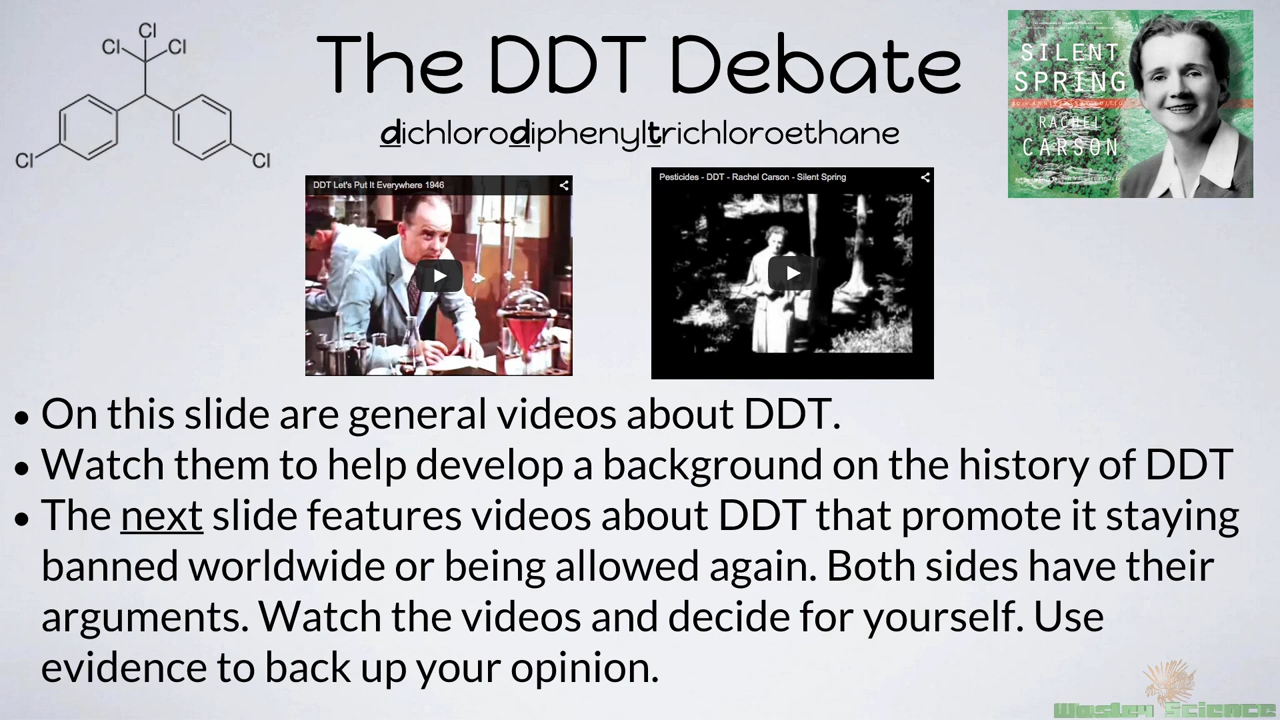 Cl
Cl Cl
Cl
Cl
The DDT Debate
dichlorodiphenyltrichloroethane
SILENT
SPRING
RACHEL
CARSON
DDT Let's Put It Everywhere 1946
Pesticides - DDT - Rachel Carson - Silent Spring
• On this slide are general videos about DDT.
• Watch them to help develop a background on the history of DDT
• The next slide features videos about DDT that promote it staying
banned worldwide or being allowed again. Both sides have their
arguments. Watch the videos and decide for yourself. Use
evidence to back up your opinion.
Wasley Science